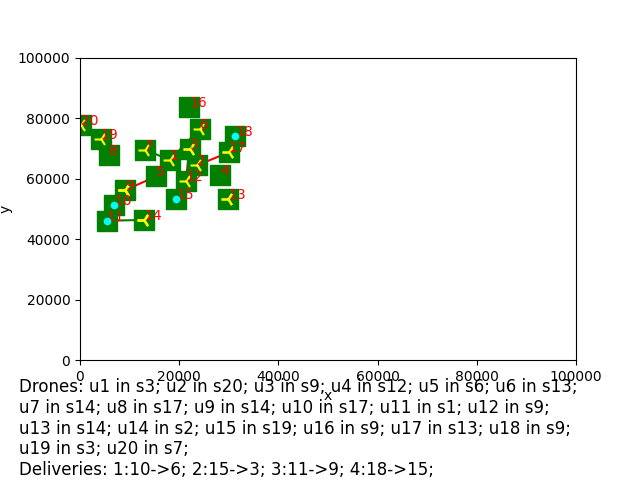 100000
80000
60000
40000
20000
0
0 20000 40000 60000 80000 100000
x
y
16
19
18
12
13
14
Drones: u1 in s3; u2 in s20; u3 in s9; u4 in s12; u5 in s6; u6 in s13;
u7 in s14; u8 in s17; u9 in s14; u10 in s17; u11 in s1; u12 in s9;
u13 in s14; u14 in s2; u15 in s19; u16 in s9; u17 in s13; u18 in s9;
u19 in s3; u20 in s7;
Deliveries: 1:10->6; 2:15->3; 3:11->9; 4:18->15;